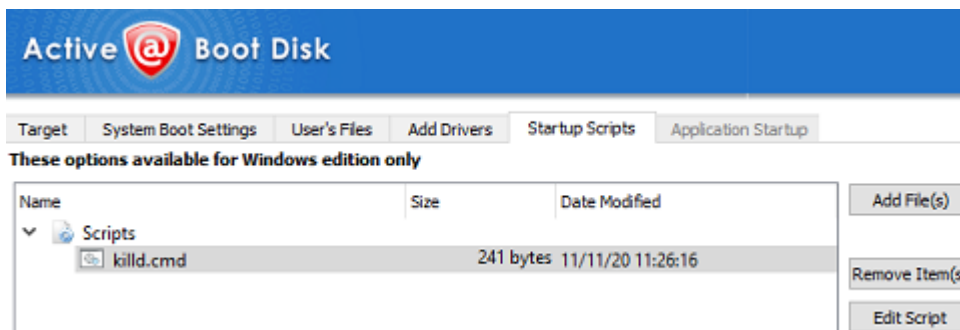 Active@ Boot Disk
Target System Boot Settings User's Files Add Drivers Startup Scripts Application Startup
These options available for Windows edition only
Name Size Date Modified Add File(s)
Scripts
killd.cmd 241 bytes 11/11/20 11:26:16
Remove Item(s
Edit Script